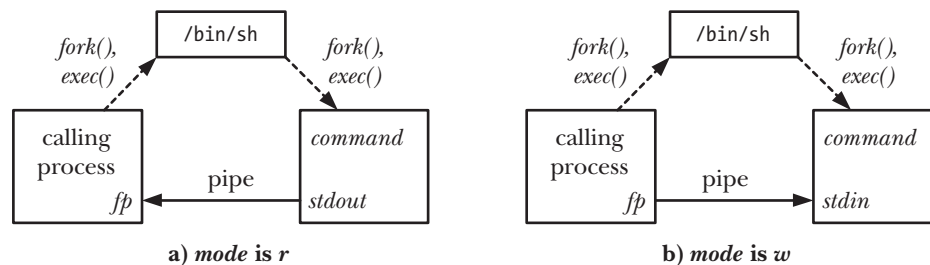 /bin/sh
fork(),
exec()
fork(),
exec()
calling
process
fp
pipe
command
stdout
a) mode is r
/bin/sh
fork(),
exec()
fork(),
exec()
calling
process
fp
pipe
command
stdin
b) mode is w